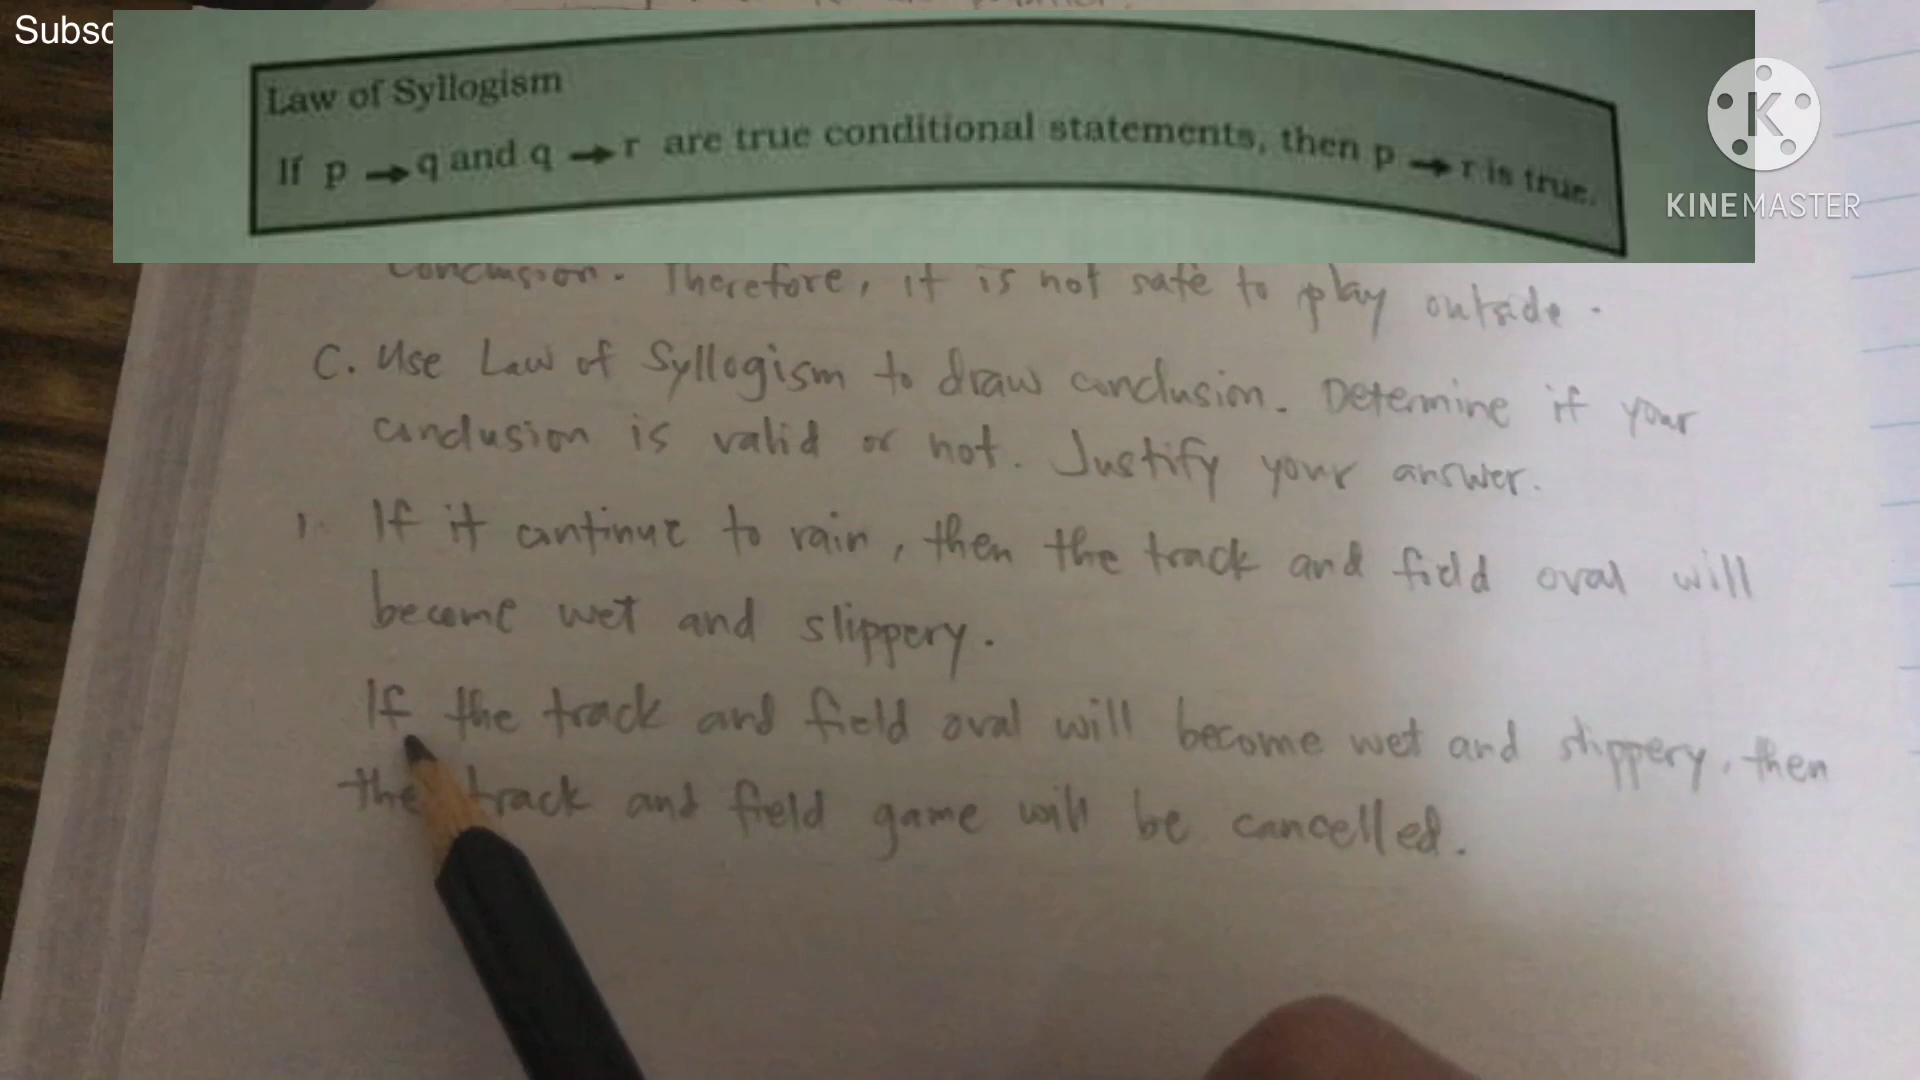 Subsc
Law of Syllogism
If p → q and q → r are true conditional statements, then p → r is true.
K
KINEMASTER
conclusion. Therefore, it is not safe to play outside.
C. Use Law of Syllogism to draw conclusion. Determine if your
conclusion is valid or not. Justify your answer.
1. If it continue to rain, then the track and field oval will
become wet and slippery.
If the track and field oval will become wet and slippery, then
the track and field game will be cancelled.